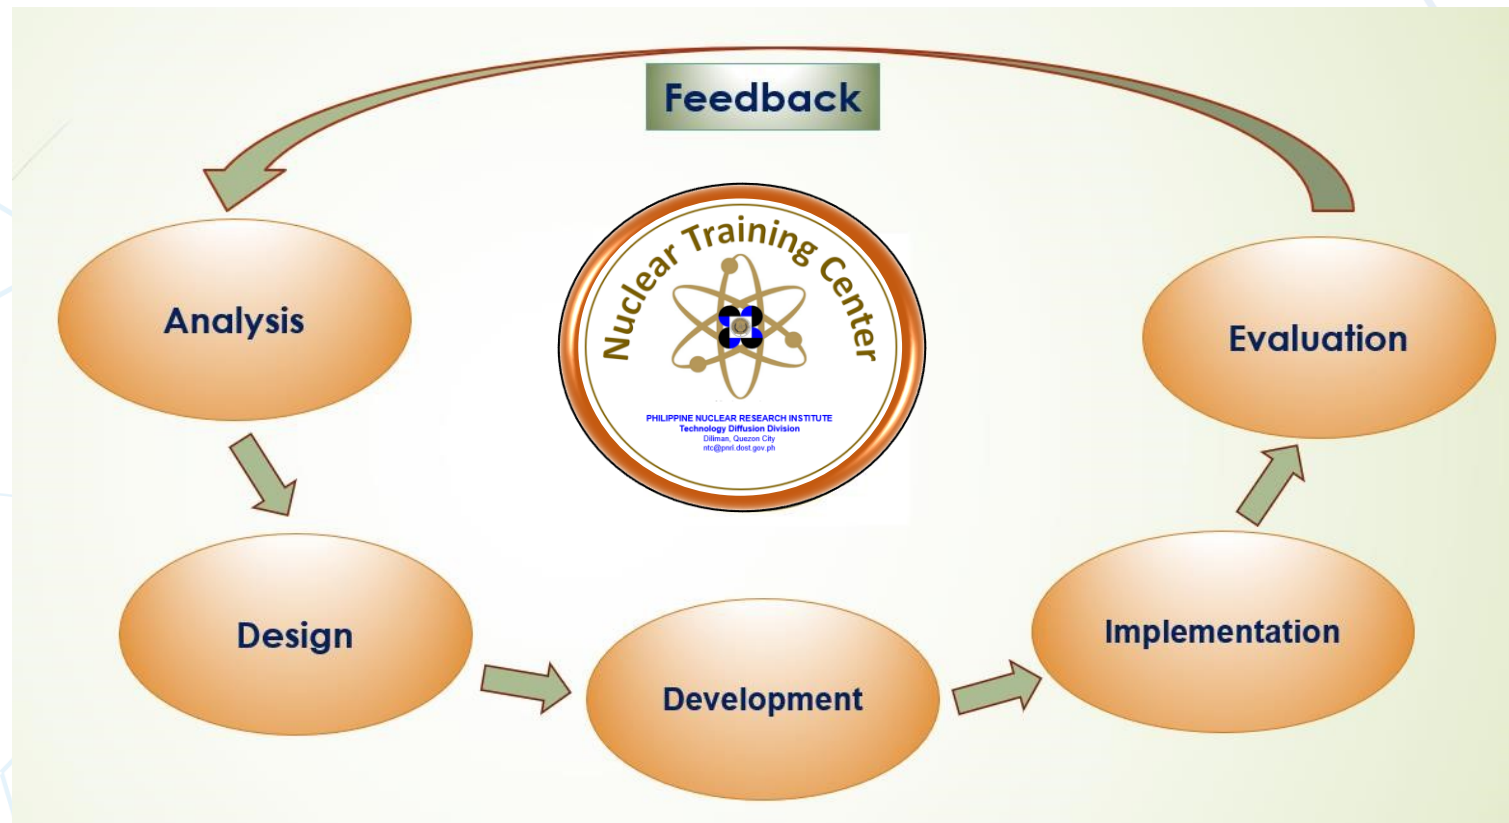 Feedback
Nuclear Training Center
PHILIPPINE NUCLEAR RESEARCH INSTITUTE
Technology Diffusion Division
Diliman, Quezon City
ntc@pnri.dost.gov.ph
Analysis
Evaluation
Design
Development
Implementation